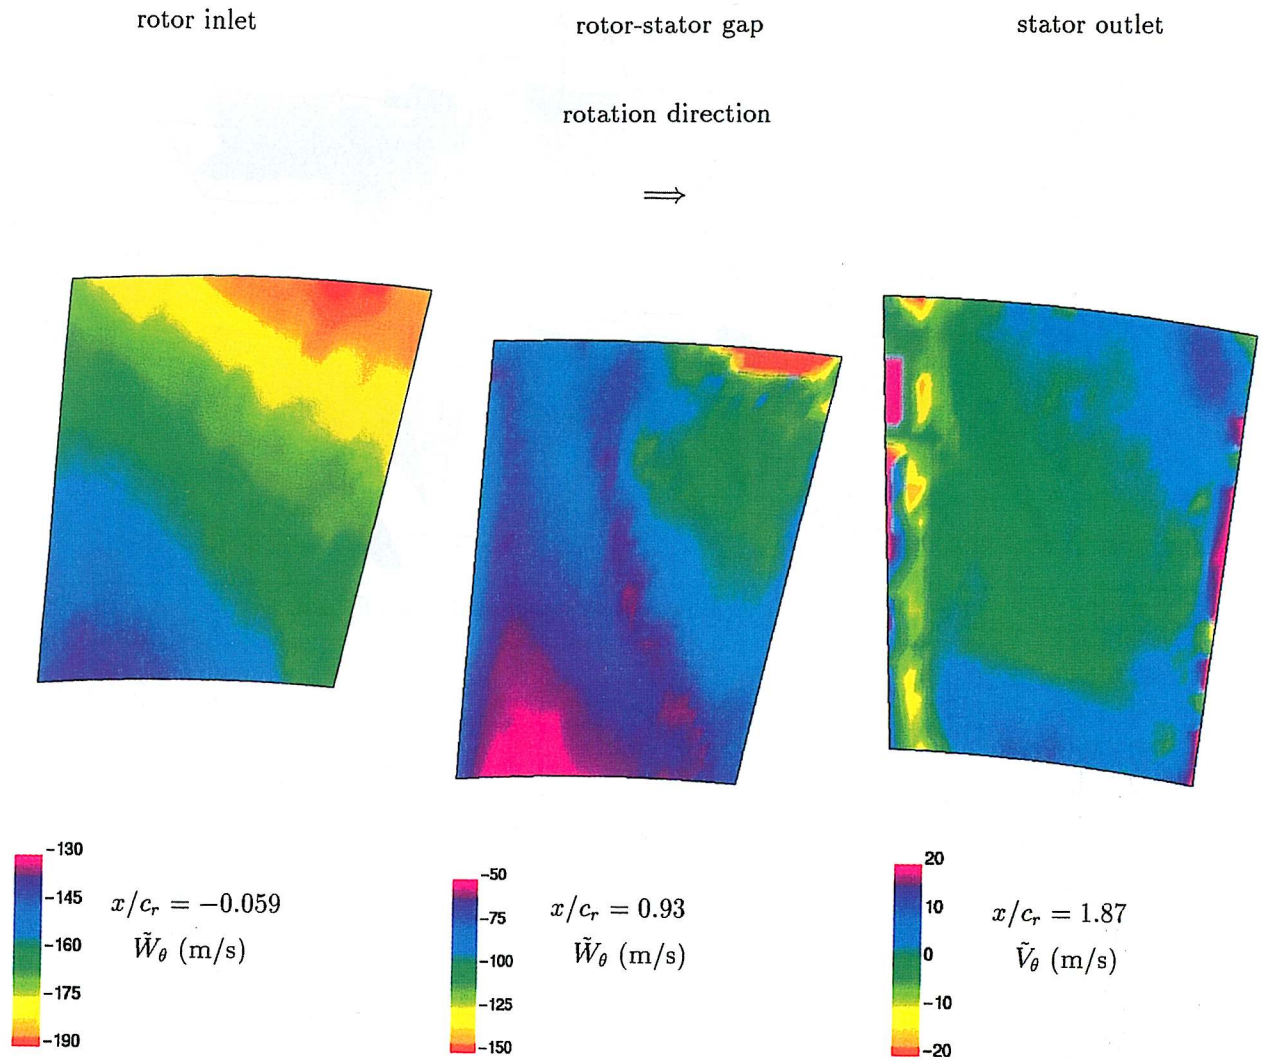 rotor inlet
rotor-stator gap
stator outlet
rotation direction
⇒
-130
-145
-160
-175
-190
x/c_r = −0.059
W̃_θ (m/s)
-50
-75
-100
-125
-150
x/c_r = 0.93
W̃_θ (m/s)
20
10
0
-10
-20
x/c_r = 1.87
Ṽ_θ (m/s)